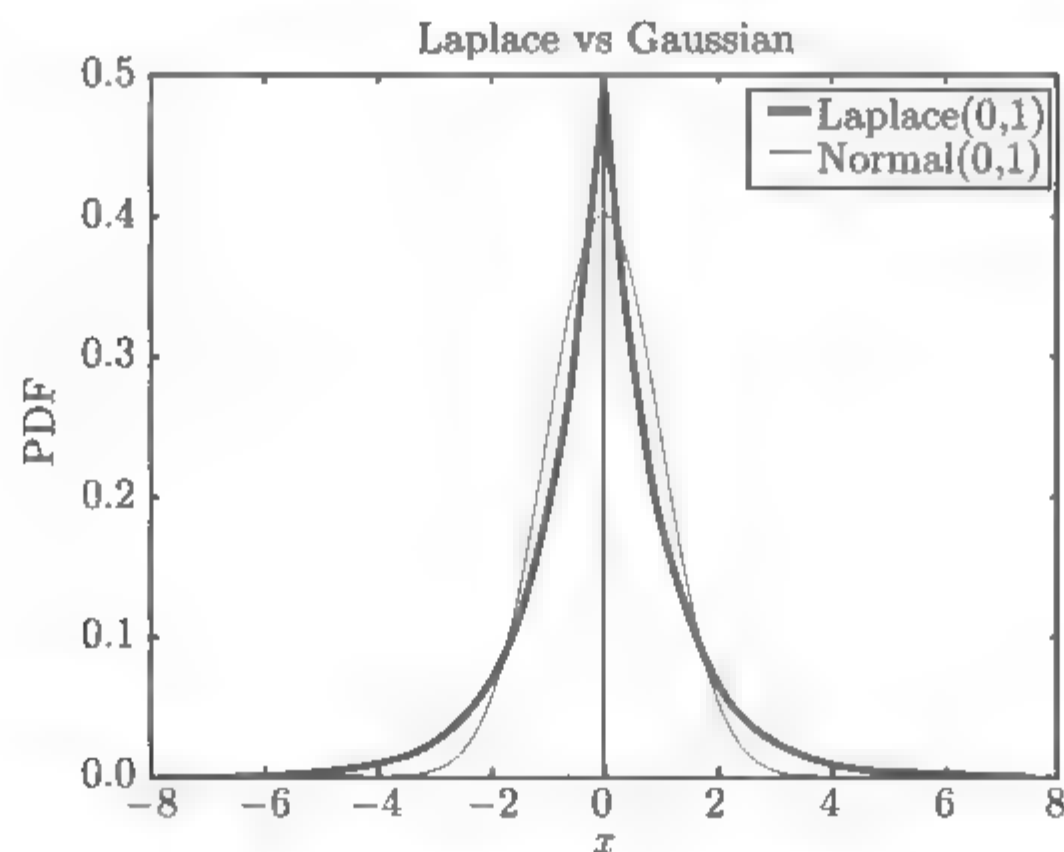 Laplace vs Gaussian
Laplace(0,1)
Normal(0,1)
0.5
0.4
0.3
0.2
0.1
0.0
PDF
−8 −6 −4 −2 0 2 4 6 8
x